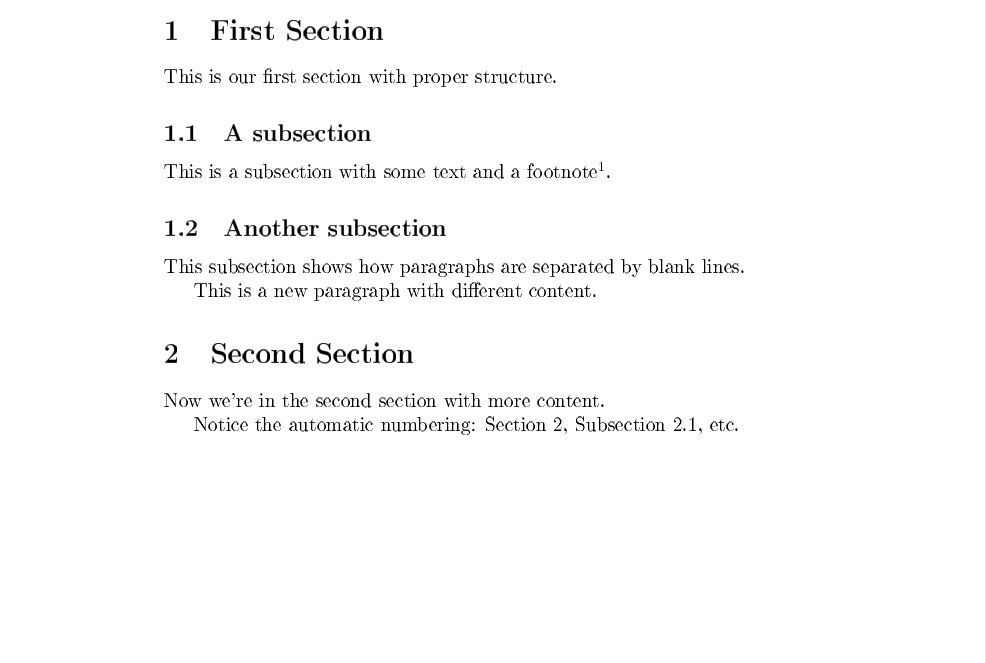 1 First Section
This is our first section with proper structure.
1.1 A subsection
This is a subsection with some text and a footnote¹.
1.2 Another subsection
This subsection shows how paragraphs are separated by blank lines.
This is a new paragraph with different content.
2 Second Section
Now we're in the second section with more content.
Notice the automatic numbering: Section 2, Subsection 2.1, etc.